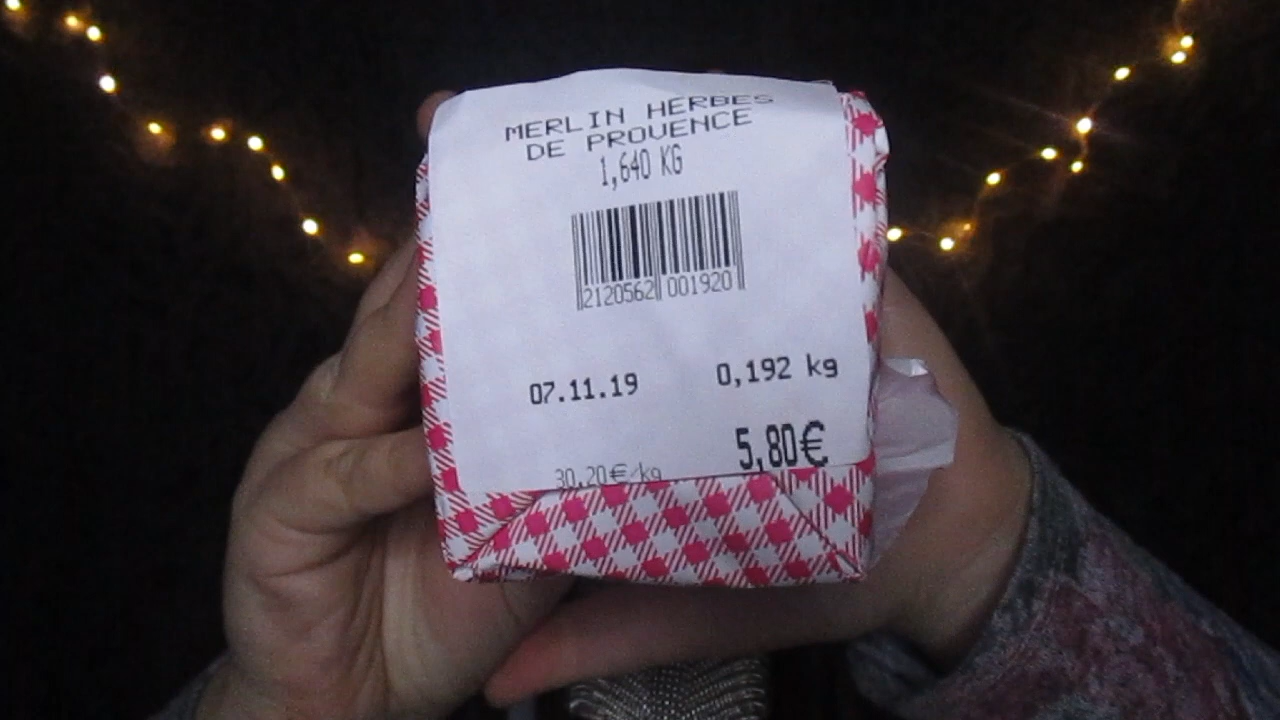 MERLIN HERBES
DE PROVENCE
1,640 KG
2120562 001920
07.11.19 0,192 kg
5,80€
30,20€/kg